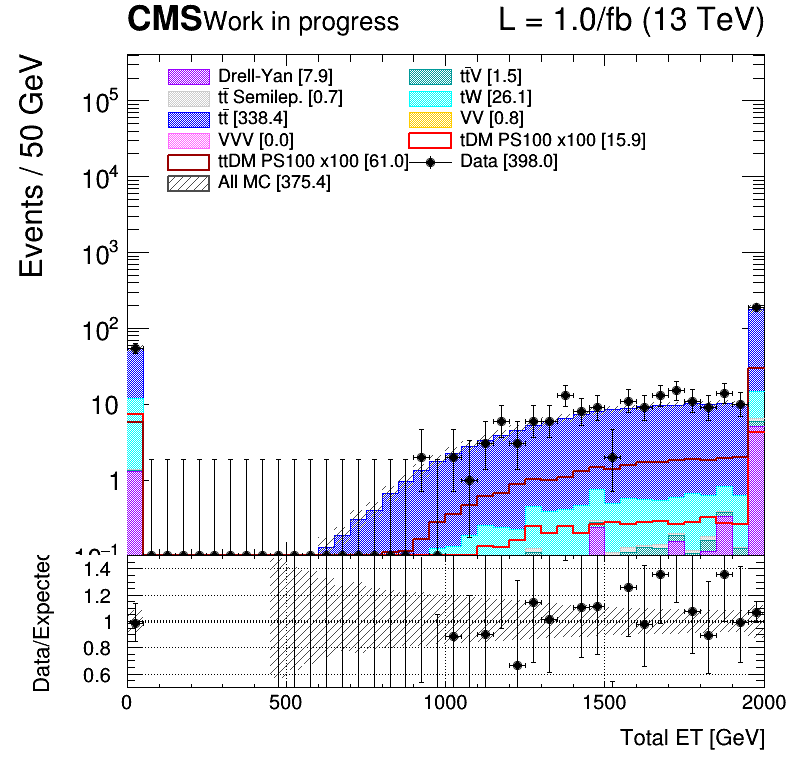 CMS Work in progress L = 1.0/fb (13 TeV)
Events / 50 GeV
Drell-Yan [7.9] tt̄V [1.5]
tt̄ Semilep. [0.7] tW [26.1]
tt̄ [338.4] VV [0.8]
VVV [0.0] tDM PS100 x100 [15.9]
ttDM PS100 x100 [61.0] Data [398.0]
All MC [375.4]
10⁵
10⁴
10³
10²
10
1
10⁻¹
Data/Expected
1.4
1.2
1
0.8
0.6
0 500 1000 1500 2000
Total ET [GeV]